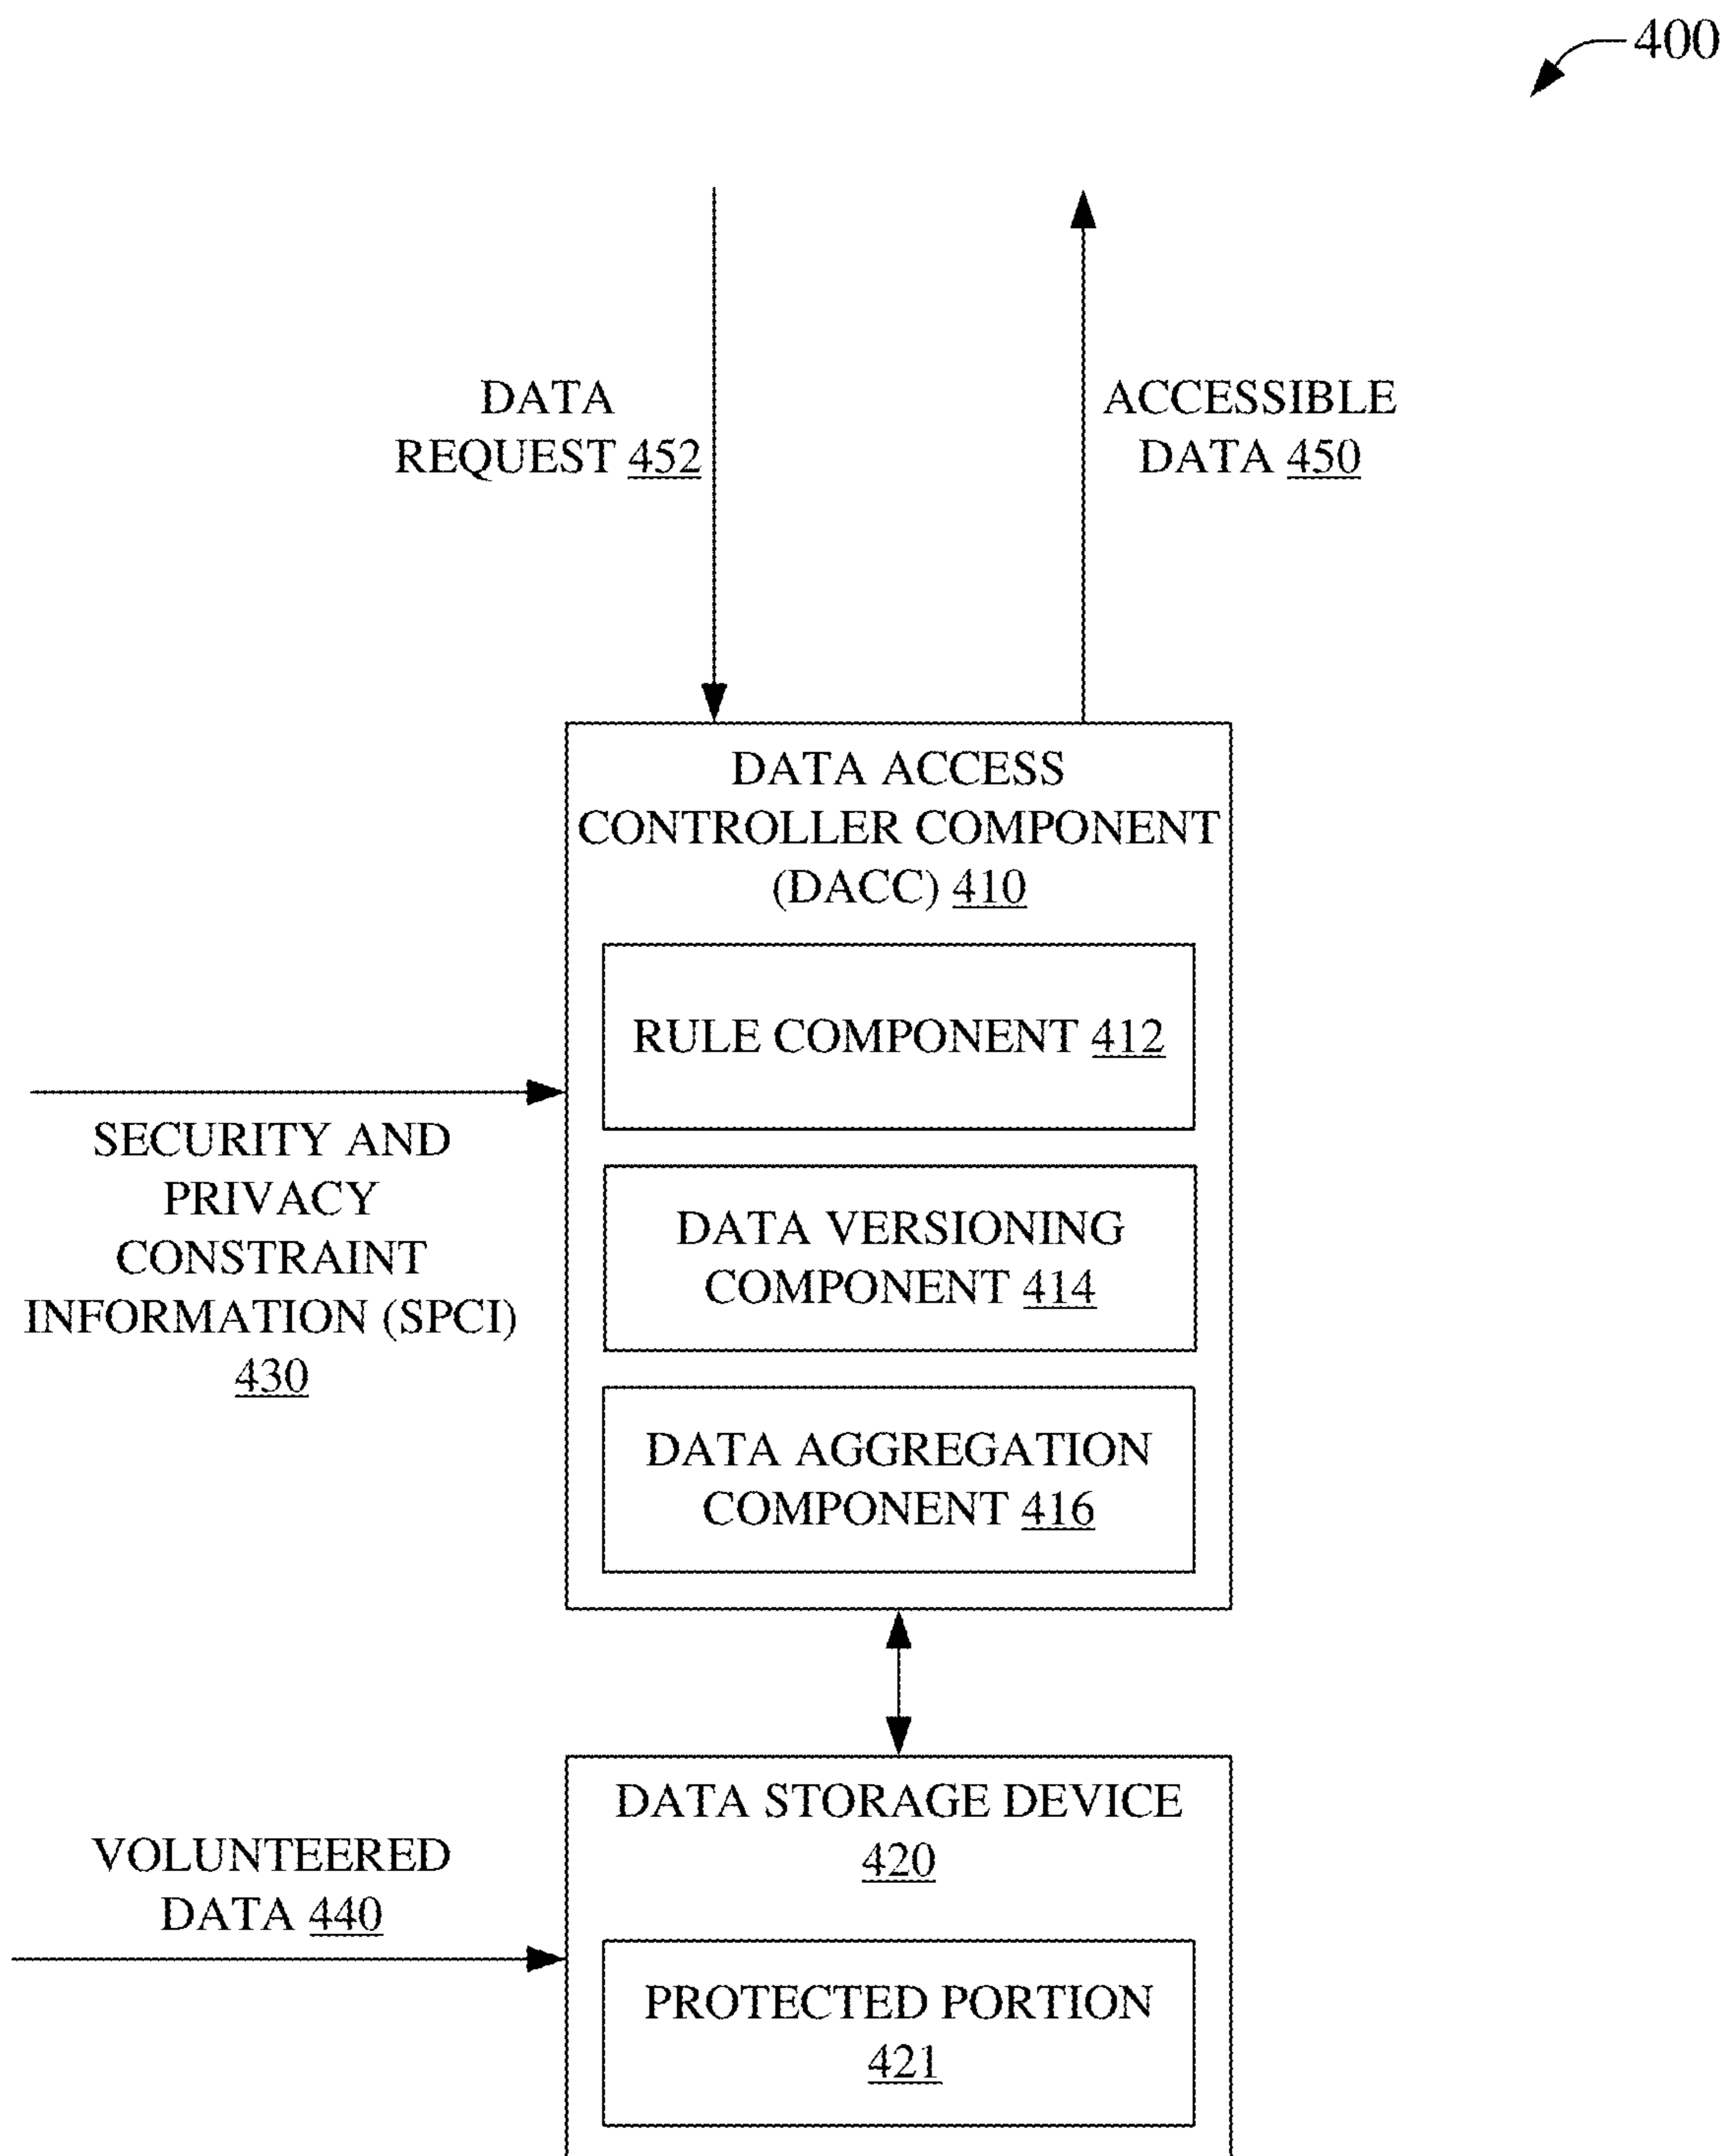 400
DATA
REQUEST 452
ACCESSIBLE
DATA 450
DATA ACCESS
CONTROLLER COMPONENT
(DACC) 410
RULE COMPONENT 412
SECURITY AND
PRIVACY
CONSTRAINT
INFORMATION (SPCI)
430
DATA VERSIONING
COMPONENT 414
DATA AGGREGATION
COMPONENT 416
DATA STORAGE DEVICE
420
VOLUNTEERED
DATA 440
PROTECTED PORTION
421